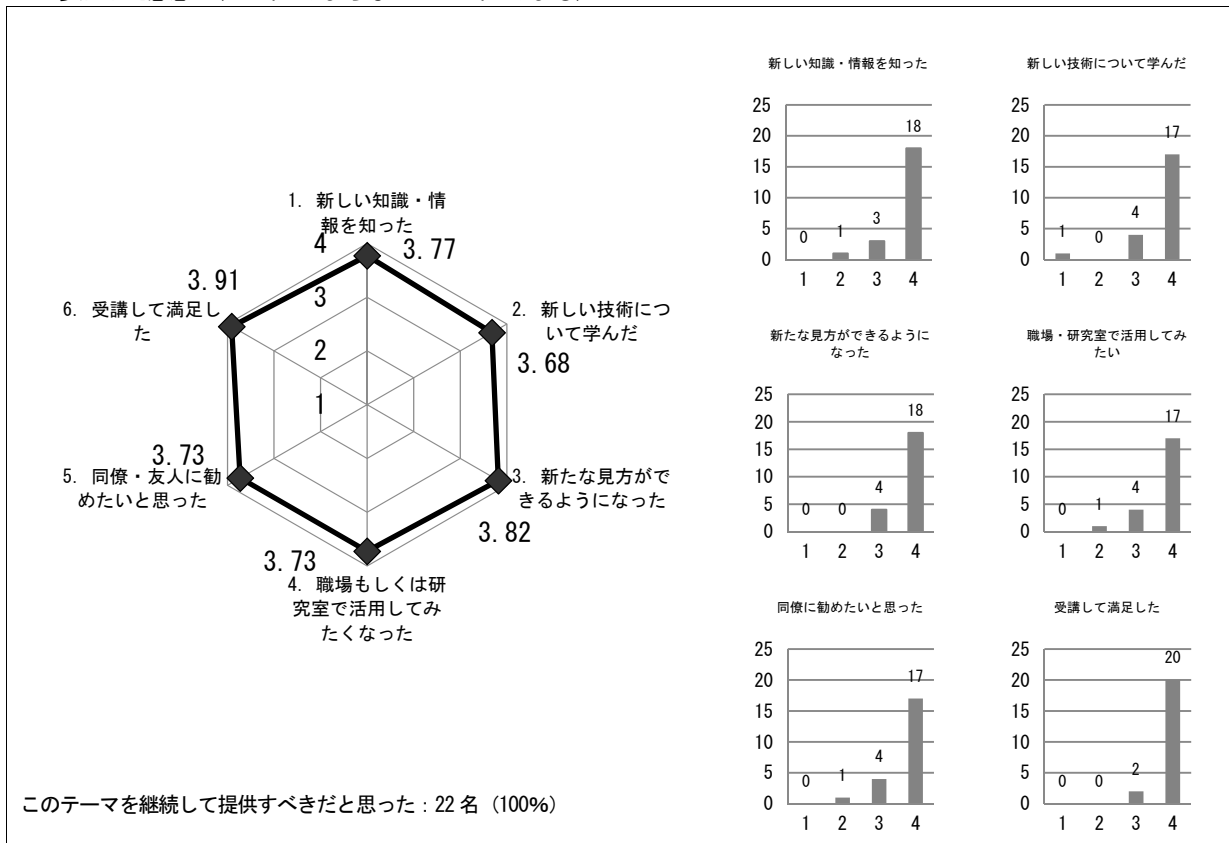 1. 新しい知識・情
報を知った
4
3.77
3.91
3
6. 受講して満足し
た
2. 新しい技術につ
いて学んだ
2
3.68
1
3.73
5. 同僚・友人に勧
めたいと思った
3. 新たな見方がで
きるようになった
3.82
3.73
4. 職場もしくは研
究室で活用してみ
たくなった
このテーマを継続して提供すべきだと思った：22 名（100%）
新しい知識・情報を知った
25
20
15
10
5
0
0
1
3
18
1 2 3 4
新しい技術について学んだ
25
20
15
10
5
0
1
0
4
17
1 2 3 4
新たな見方ができるように
なった
25
20
15
10
5
0
0
0
4
18
1 2 3 4
職場・研究室で活用してみ
たい
25
20
15
10
5
0
0
1
4
17
1 2 3 4
同僚に勧めたいと思った
25
20
15
10
5
0
0
1
4
17
1 2 3 4
受講して満足した
25
20
15
10
5
0
0
0
2
20
1 2 3 4